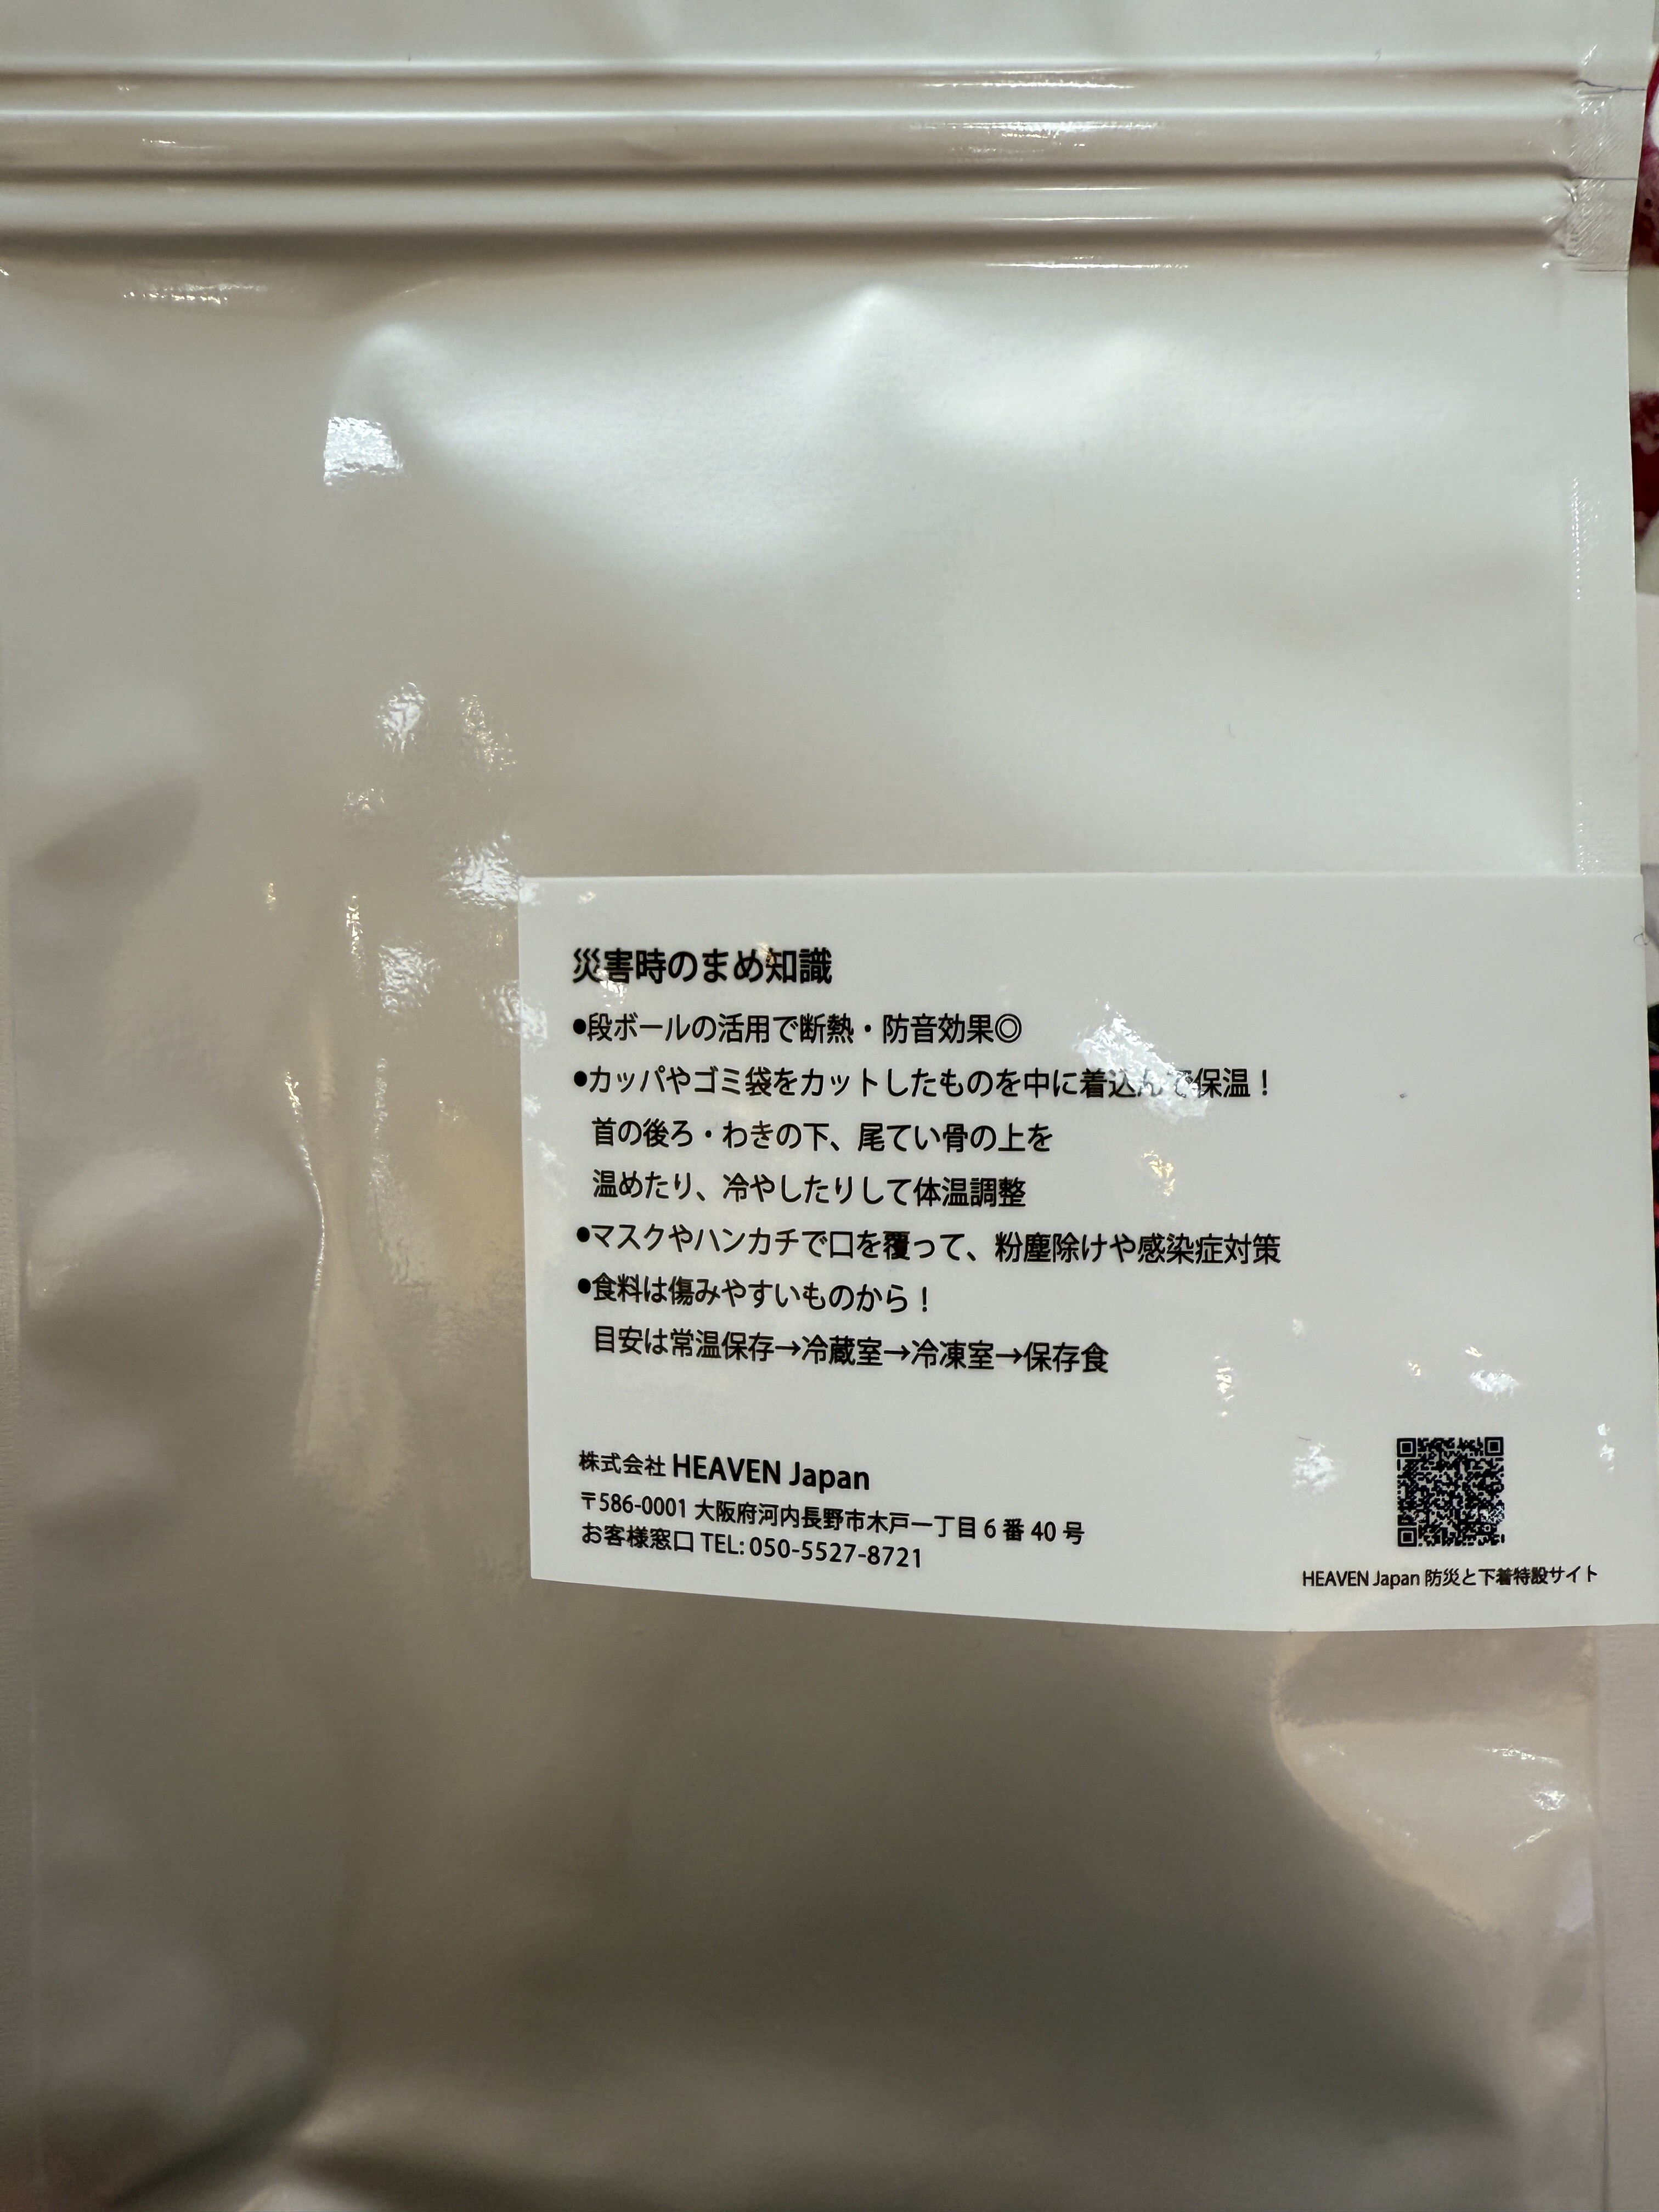 災害時のまめ知識
●段ボールの活用で断熱・防音効果◎
●カッパやゴミ袋をカットしたものを中に着込んで保温！
首の後ろ・わきの下、尾てい骨の上を
温めたり、冷やしたりして体温調整
●マスクやハンカチで口を覆って、粉塵除けや感染症対策
●食料は傷みやすいものから！
目安は常温保存→冷蔵室→冷凍室→保存食
株式会社 HEAVEN Japan
〒586-0001 大阪府河内長野市木戸一丁目 6 番 40 号
お客様窓口 TEL: 050-5527-8721
HEAVEN Japan 防災と下着特設サイト